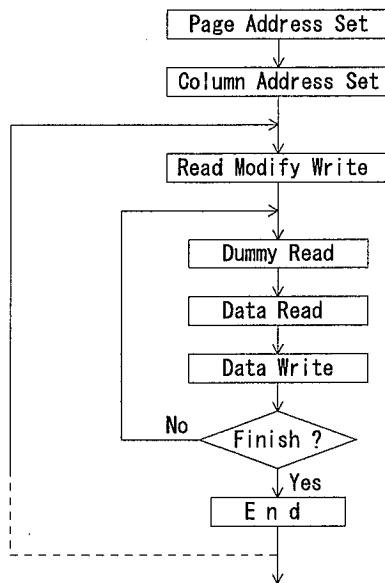 Page Address Set
Column Address Set
Read Modify Write
Dummy Read
Data Read
Data Write
No
Finish ?
Yes
E n d